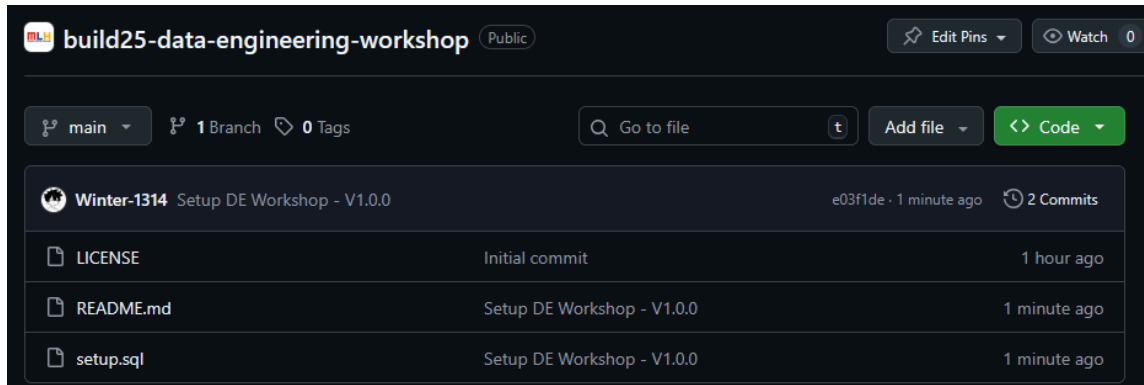 MLH build25-data-engineering-workshop Public Edit Pins Watch 0
main 1 Branch 0 Tags Go to file t Add file Code
Winter-1314 Setup DE Workshop - V1.0.0 e03f1de · 1 minute ago 2 Commits
LICENSE Initial commit 1 hour ago
README.md Setup DE Workshop - V1.0.0 1 minute ago
setup.sql Setup DE Workshop - V1.0.0 1 minute ago